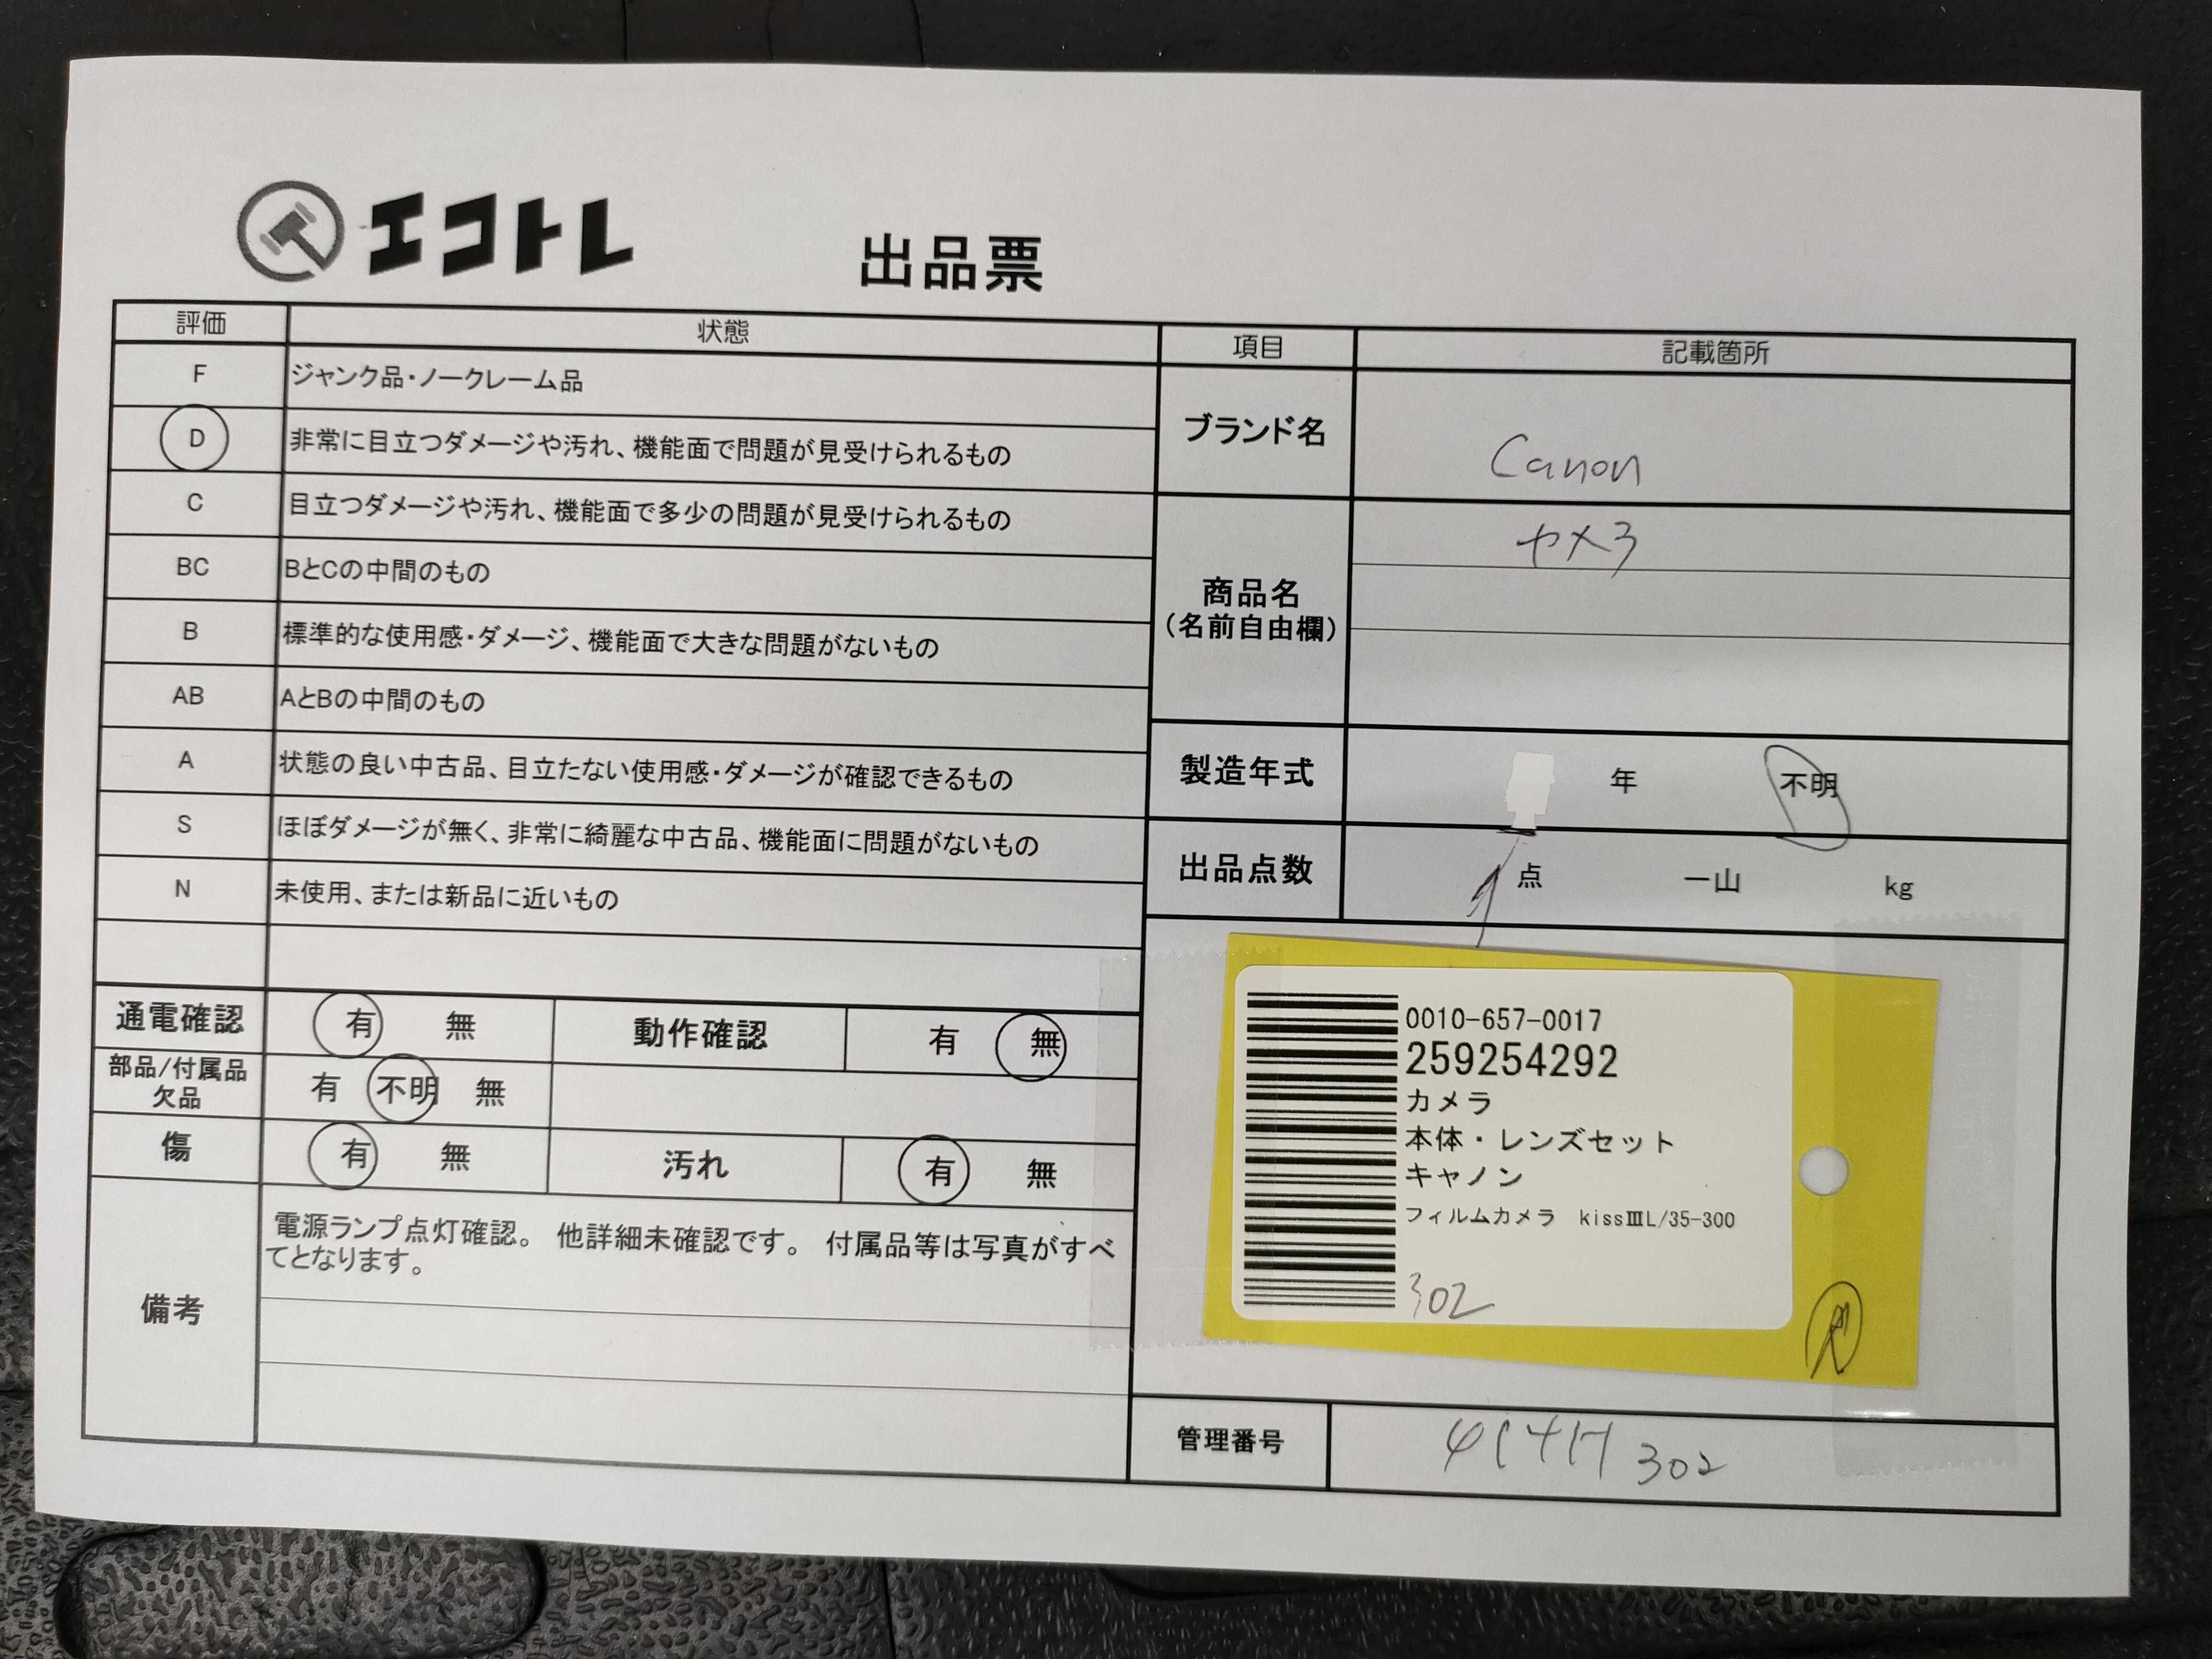 エコトレ
出品票
評価 状態
F ジャンク品・ノークレーム品
D 非常に目立つダメージや汚れ、機能面で問題が見受けられるもの
C 目立つダメージや汚れ、機能面で多少の問題が見受けられるもの
BC BとCの中間のもの
B 標準的な使用感・ダメージ、機能面で大きな問題がないもの
AB AとBの中間のもの
A 状態の良い中古品、目立たない使用感・ダメージが確認できるもの
S ほぼダメージが無く、非常に綺麗な中古品、機能面に問題がないもの
N 未使用、または新品に近いもの
通電確認 有 無 動作確認 有 無
部品/付属品
欠品 有 不明 無
傷 有 無 汚れ 有 無
備考
電源ランプ点灯確認。 他詳細未確認です。 付属品等は写真がすべ
てとなります。
項目 記載箇所
ブランド名 Canon
商品名
(名前自由欄)
カメラ
製造年式 年 不明
出品点数 1 点 一山 kg
0010-657-0017
259254292
カメラ
本体・レンズセット
キャノン
フィルムカメラ kissⅢL/35-300
302
管理番号 302